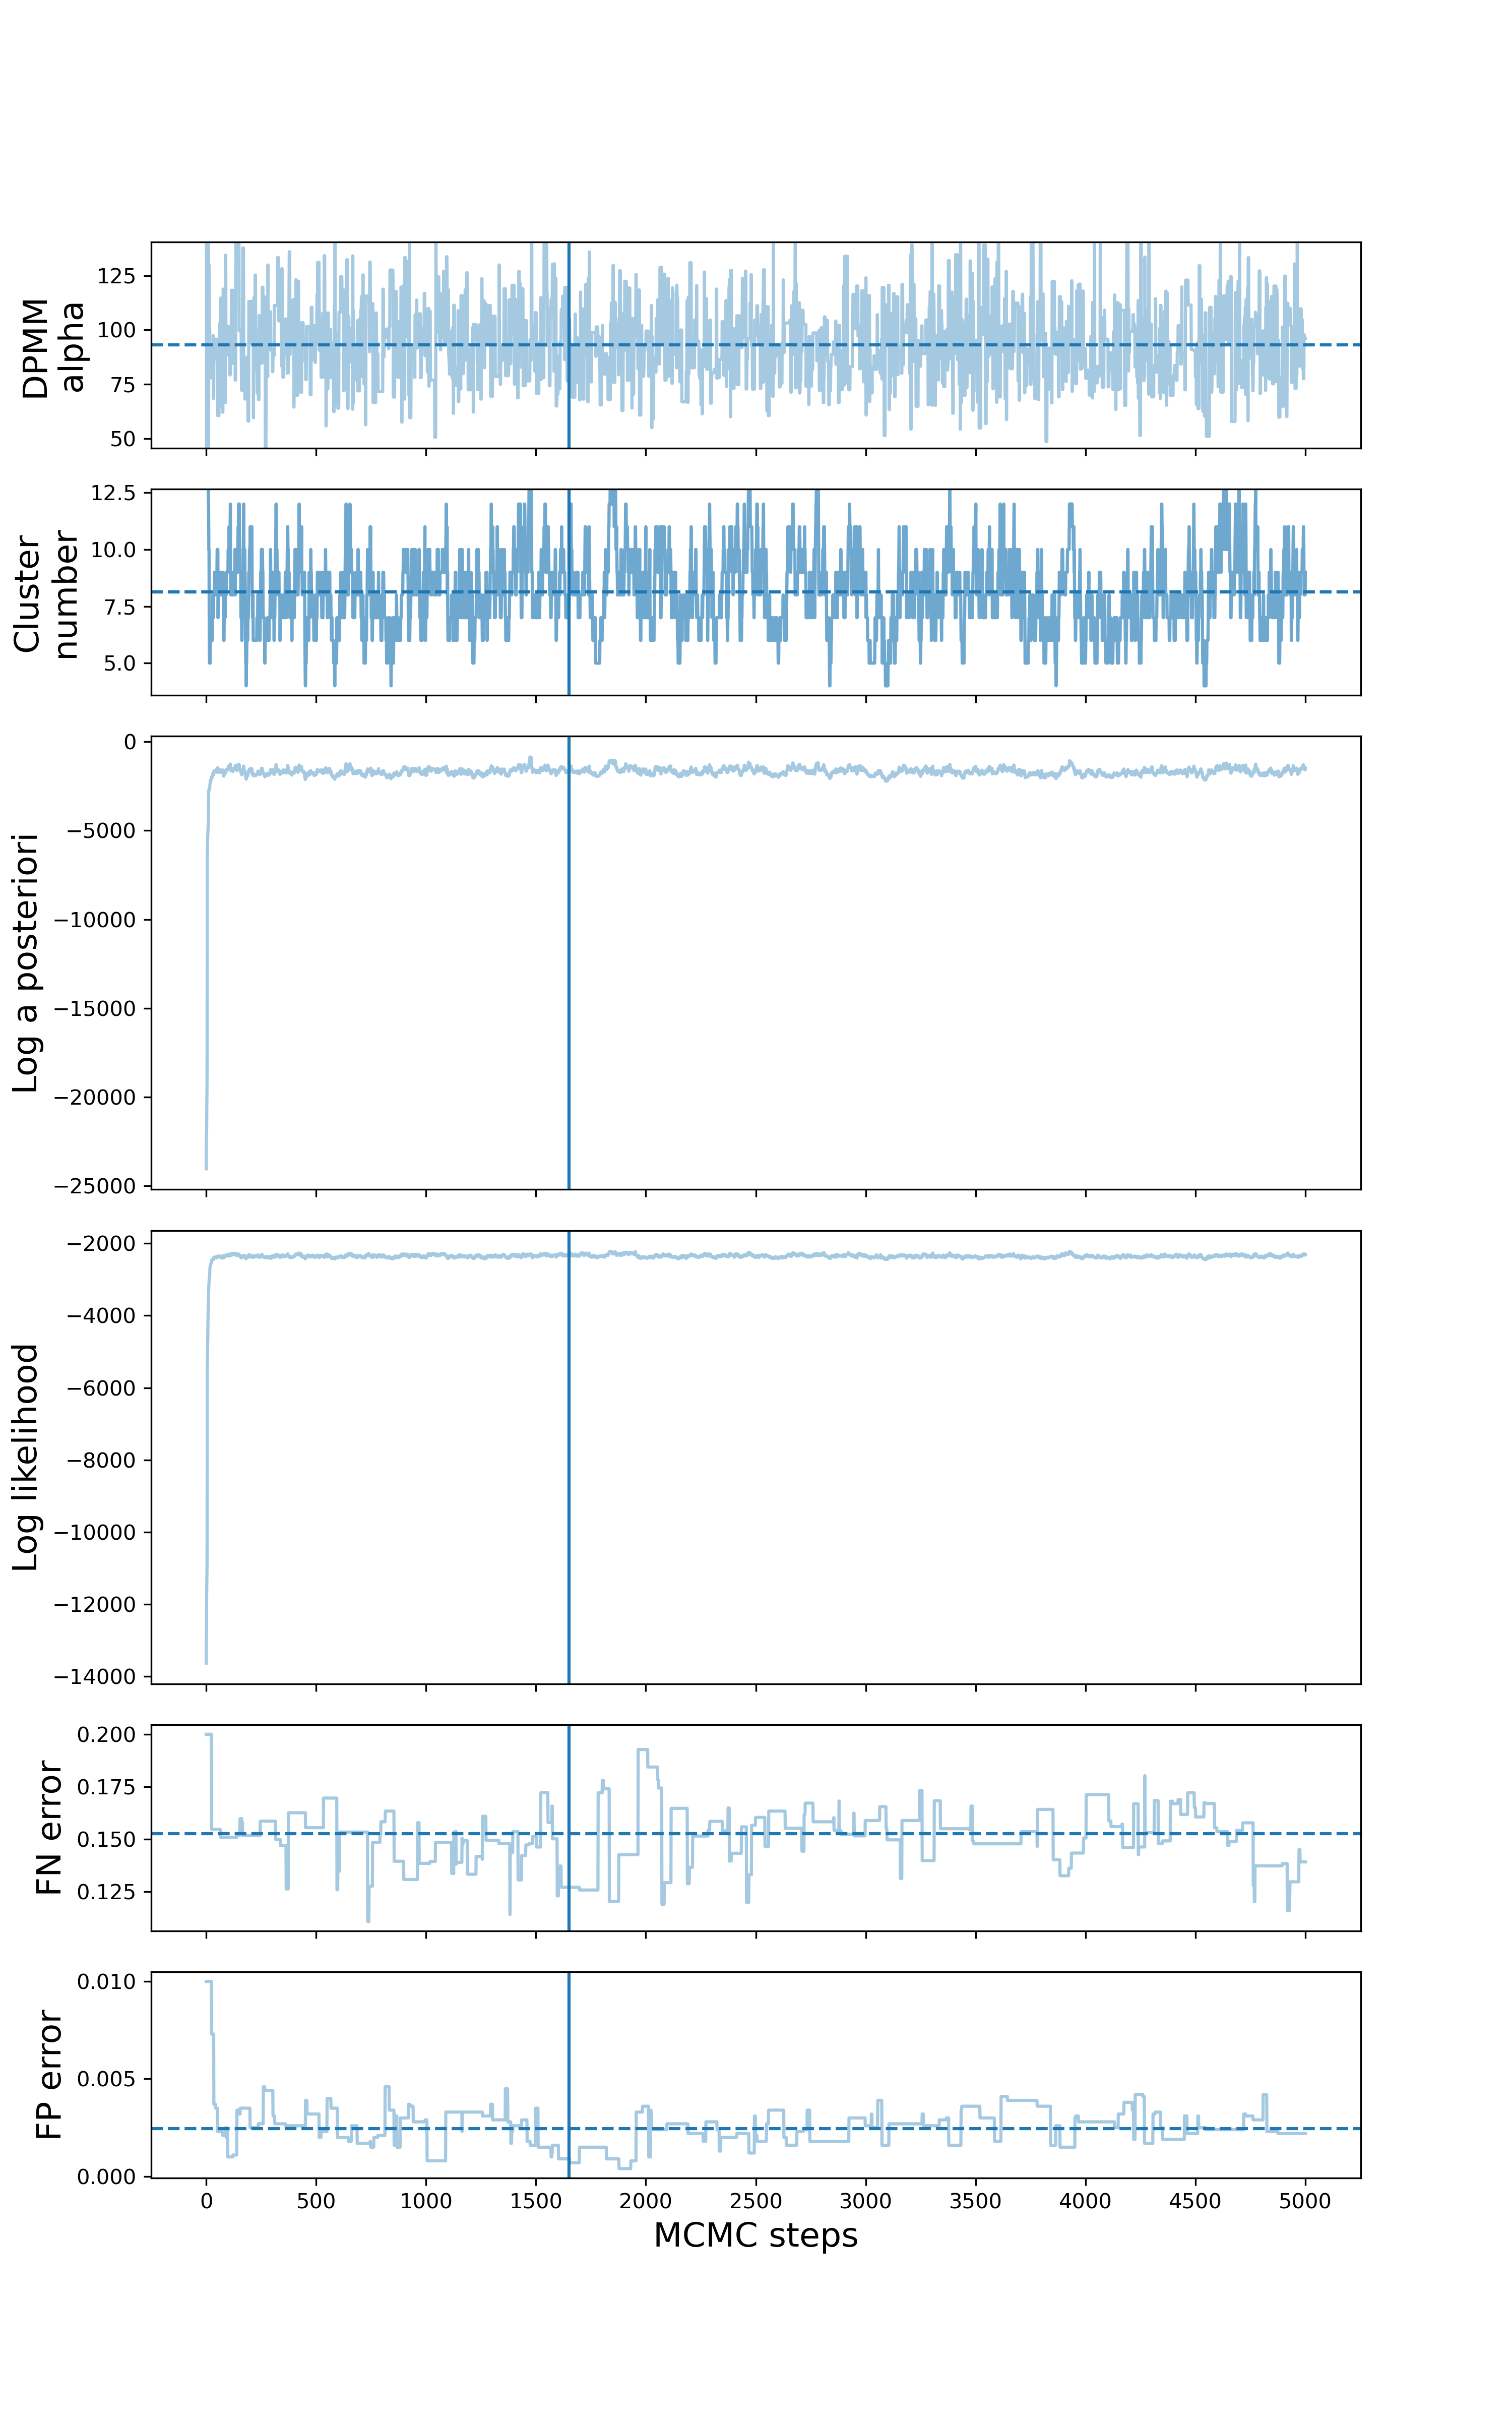 DPMM
alpha
125
100
75
50
Cluster
number
12.5
10.0
7.5
5.0
Log a posteriori
0
−5000
−10000
−15000
−20000
−25000
Log likelihood
−2000
−4000
−6000
−8000
−10000
−12000
−14000
FN error
0.200
0.175
0.150
0.125
FP error
0.010
0.005
0.000
0 500 1000 1500 2000 2500 3000 3500 4000 4500 5000
MCMC steps